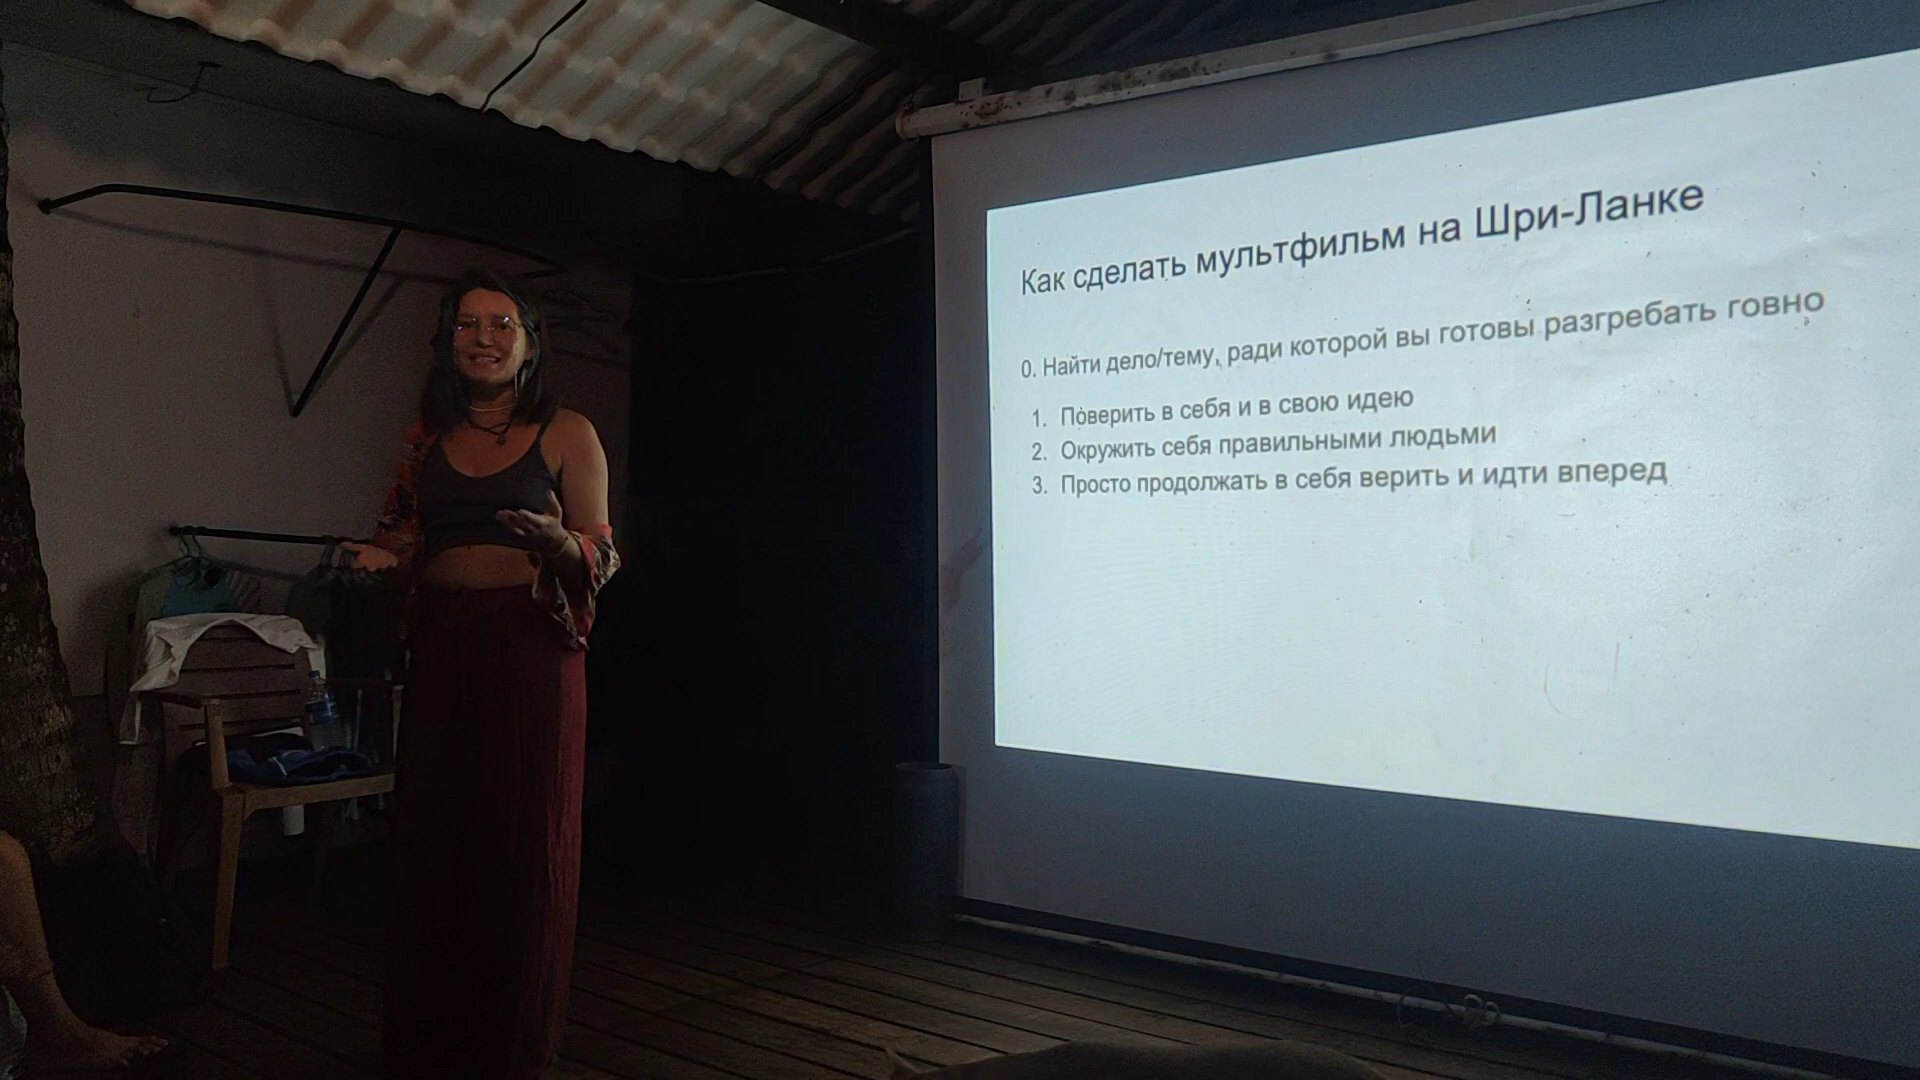 Как сделать мультфильм на Шри-Ланке
0. Найти дело/тему, ради которой вы готовы разгребать говно
1. Поверить в себя и в свою идею
2. Окружить себя правильными людьми
3. Просто продолжать в себя верить и идти вперед